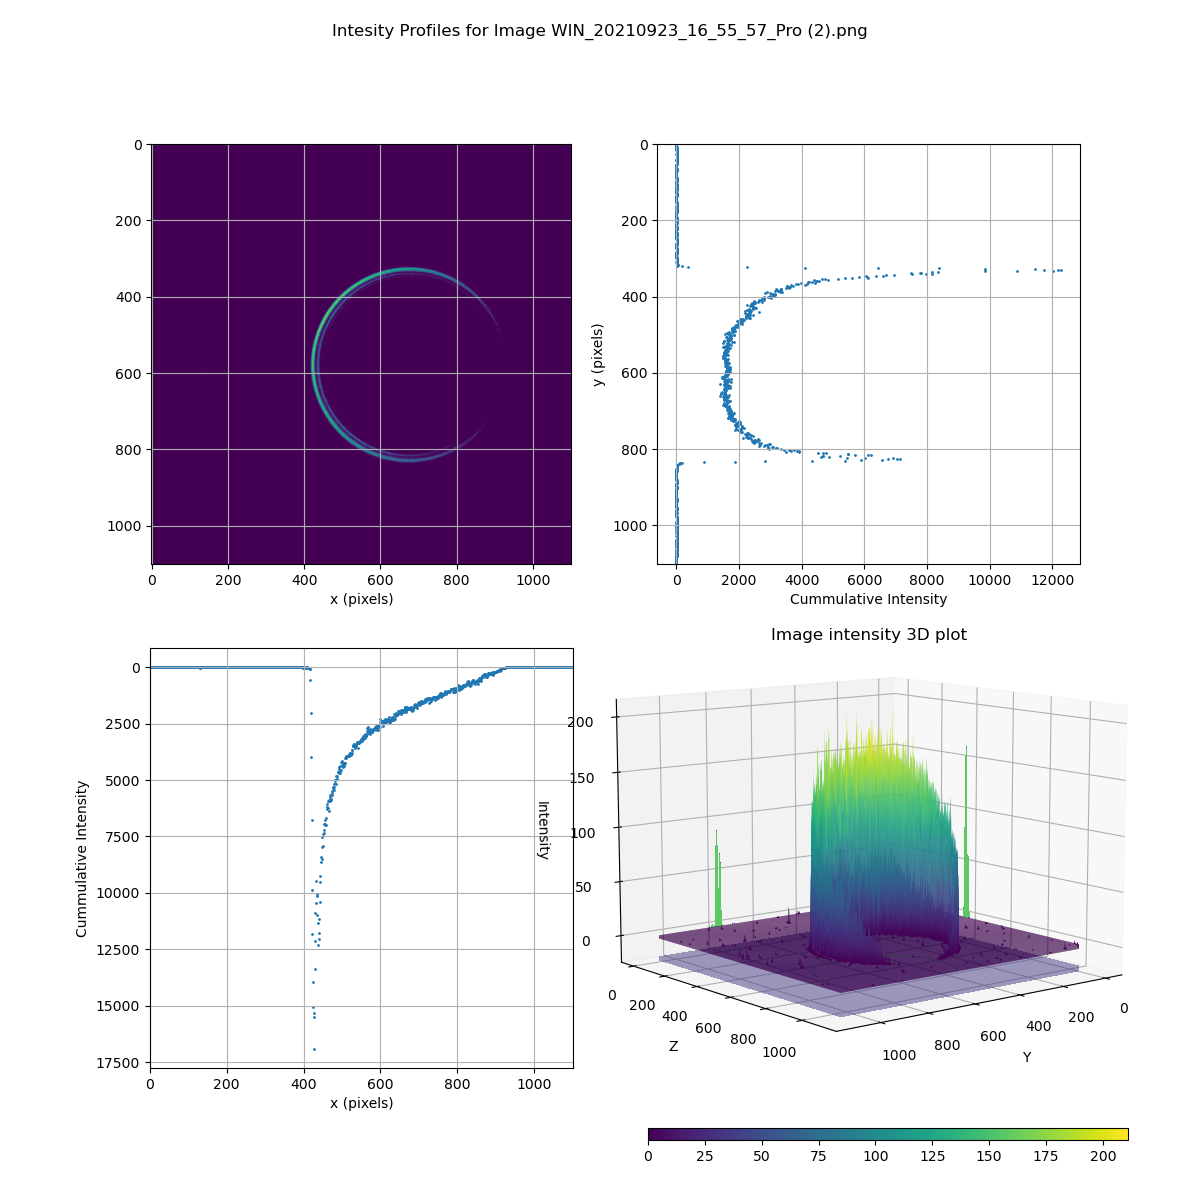 Intesity Profiles for Image WIN_20210923_16_55_57_Pro (2).png
0
200
400
600
800
1000
0 200 400 600 800 1000
x (pixels)
y (pixels)
0
200
400
600
800
1000
0 2000 4000 6000 8000 10000 12000
Cummulative Intensity
Cummulative Intensity
0
2500
5000
7500
10000
12500
15000
17500
0 200 400 600 800 1000
x (pixels)
Image intensity 3D plot
Intensity
200
150
100
50
0
0 200 400 600 800 1000
Z
1000 800 600 400 200 0
Y
0 25 50 75 100 125 150 175 200